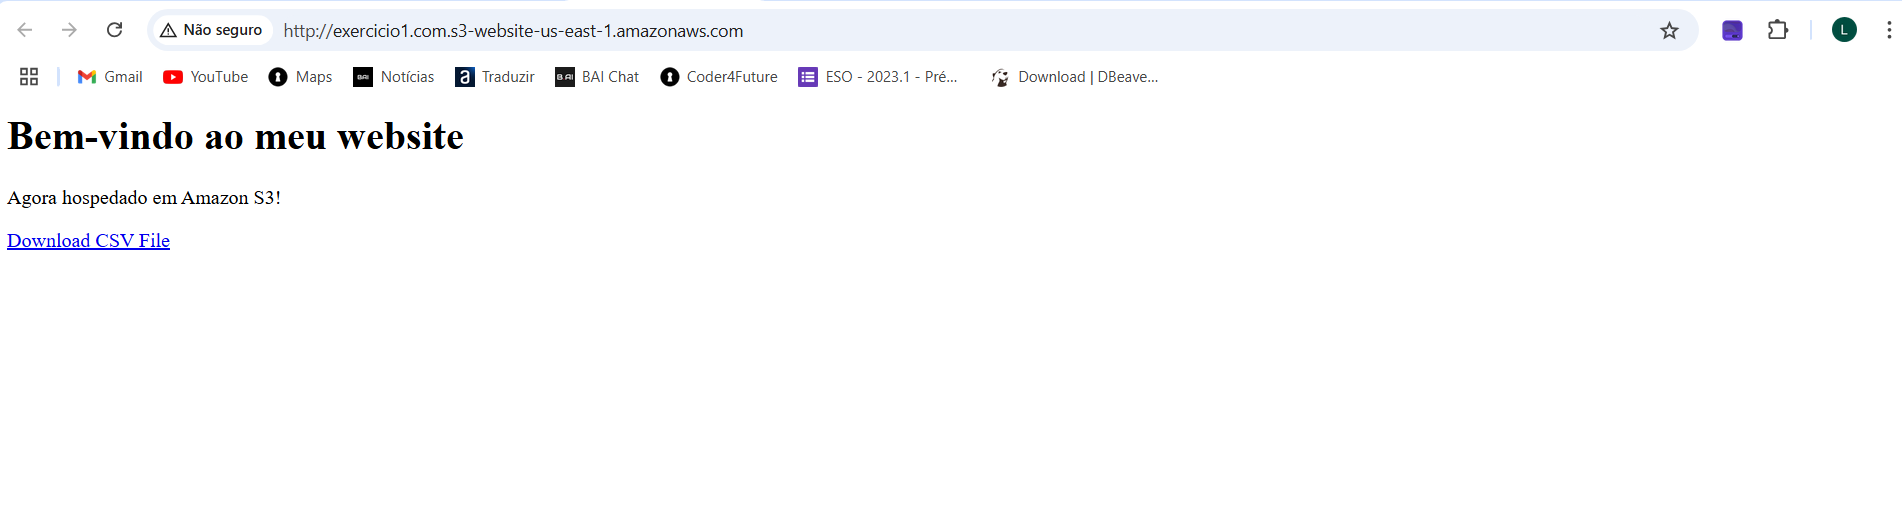 Não seguro http://exercicio1.com.s3-website-us-east-1.amazonaws.com L
Gmail YouTube BAI Maps Notícias a Traduzir B AI BAI Chat Coder4Future ESO - 2023.1 - Pré... Download | DBeave...
Bem-vindo ao meu website
Agora hospedado em Amazon S3!
Download CSV File